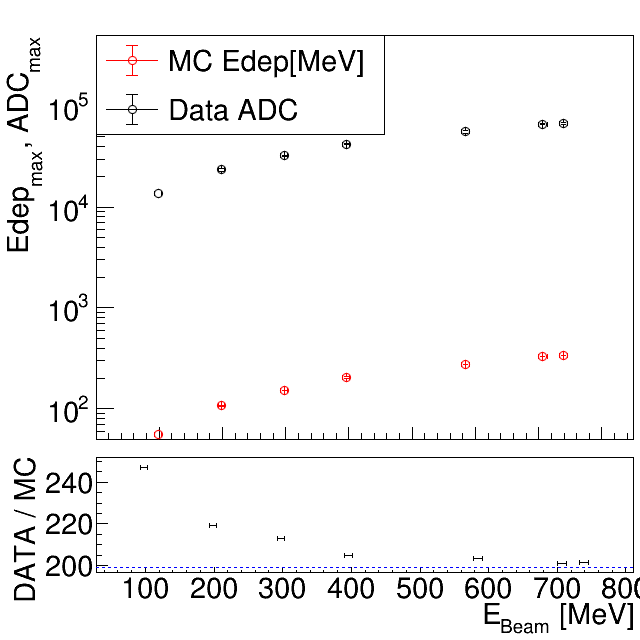 MC Edep[MeV]
Data ADC
Edep_max, ADC_max
10^5
10^4
10^3
10^2
DATA / MC
240
220
200
100 200 300 400 500 600 700 800
E_Beam [MeV]